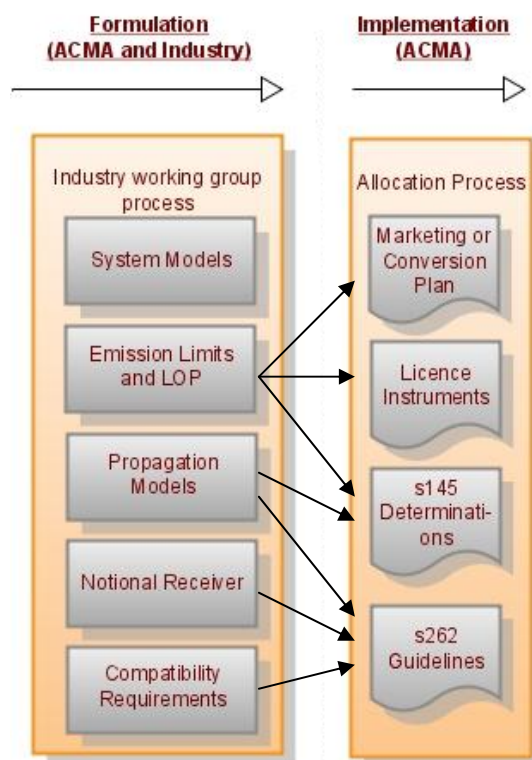 Formulation
(ACMA and Industry)
Implementation
(ACMA)
Industry working group
process
System Models
Emission Limits
and LOP
Propagation
Models
Notional Receiver
Compatibility
Requirements
Allocation Process
Marketing or
Conversion
Plan
Licence
Instruments
s145
Determinati-
ons
s262
Guidelines